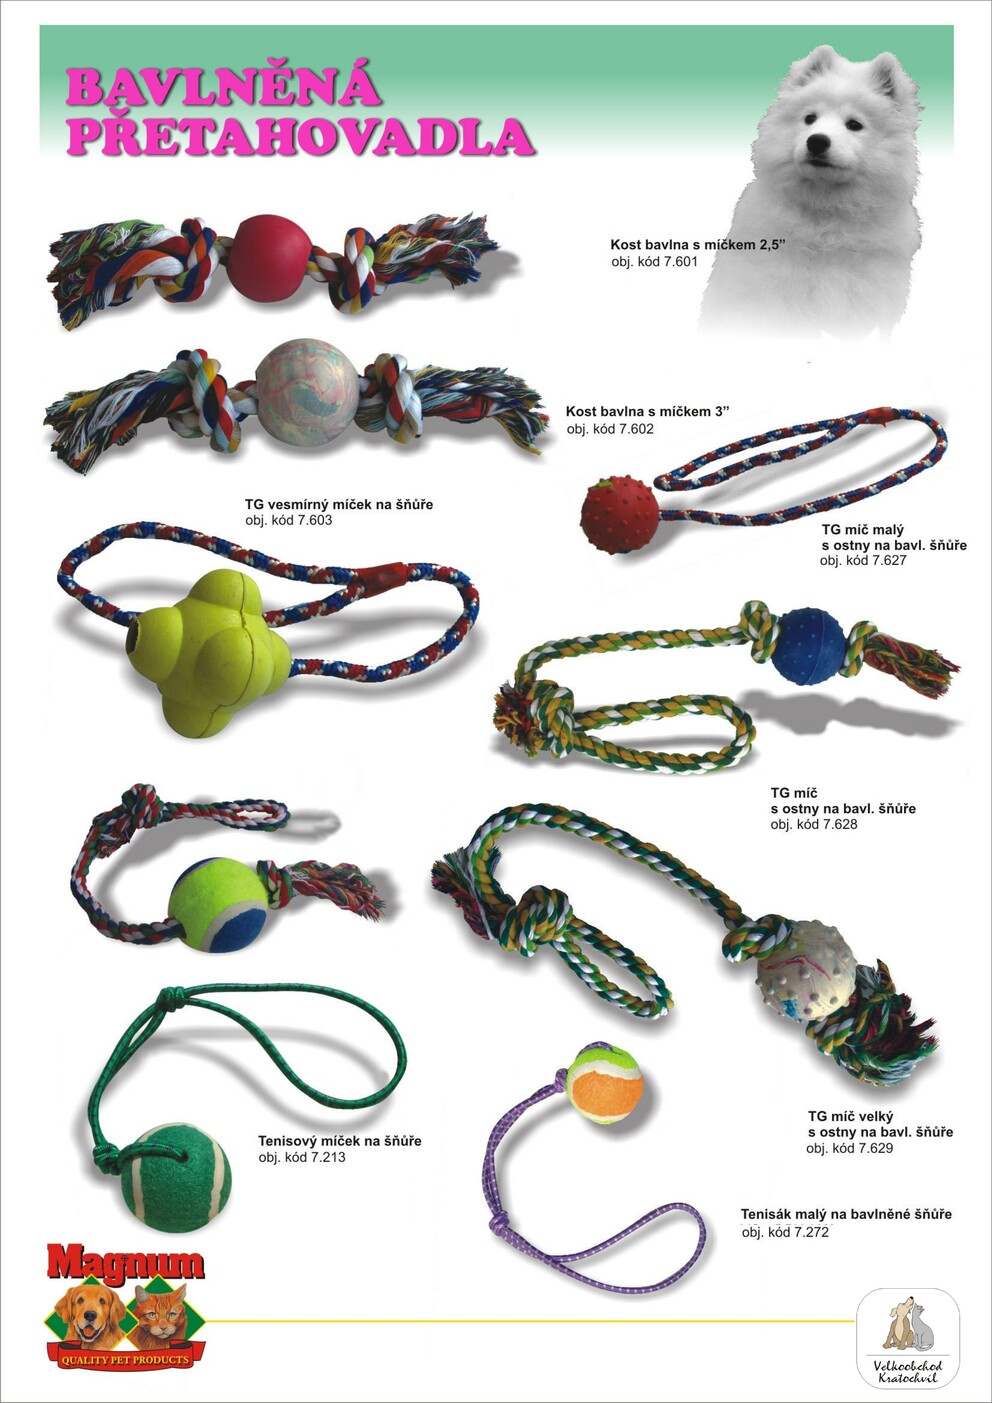 BAVLNĚNÁ
PŘETAHOVADLA
Kost bavlna s míčkem 2,5”
obj. kód 7.601
Kost bavlna s míčkem 3”
obj. kód 7.602
TG vesmírný míček na šňůře
obj. kód 7.603
TG míč malý
s ostny na bavl. šňůře
obj. kód 7.627
TG míč
s ostny na bavl. šňůře
obj. kód 7.628
TG míč velký
s ostny na bavl. šňůře
obj. kód 7.629
Tenisový míček na šňůře
obj. kód 7.213
Tenisák malý na bavlněné šňůře
obj. kód 7.272
Magnum
QUALITY PET PRODUCTS
Velkoobchod
Kratochvíl